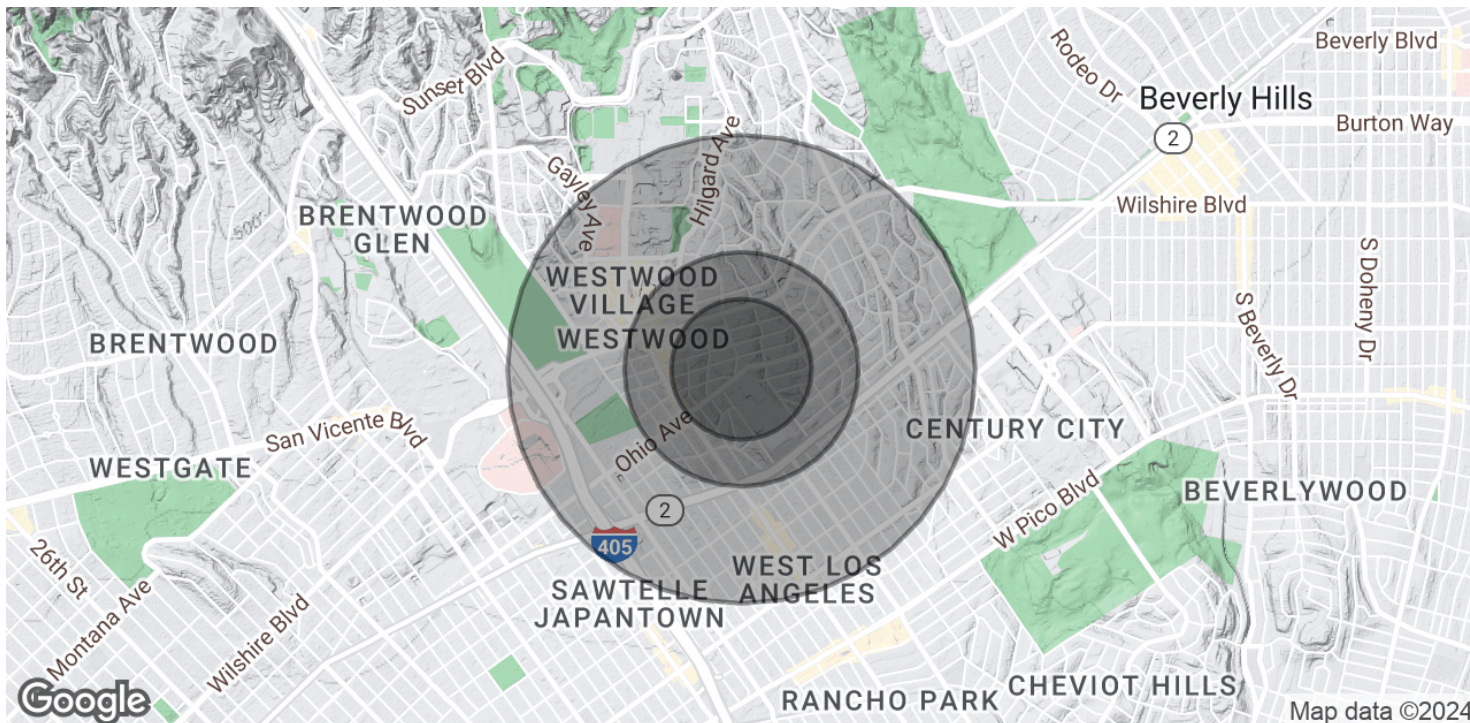 Beverly Blvd
Rodeo Dr
Sunset Blvd
Beverly Hills
2
Burton Way
Gayley Ave
Hilgard Ave
Wilshire Blvd
BRENTWOOD
GLEN
500'
S Doheny Dr
WESTWOOD
VILLAGE
WESTWOOD
BRENTWOOD
S Beverly Dr
San Vicente Blvd
Ohio Ave
CENTURY CITY
WESTGATE
W Pico Blvd
BEVERLYWOOD
2
405
26th St
WEST LOS
ANGELES
SAWTELLE
JAPANTOWN
Montana Ave
Wilshire Blvd
RANCHO PARK
CHEVIOT HILLS
Google
Map data ©2024